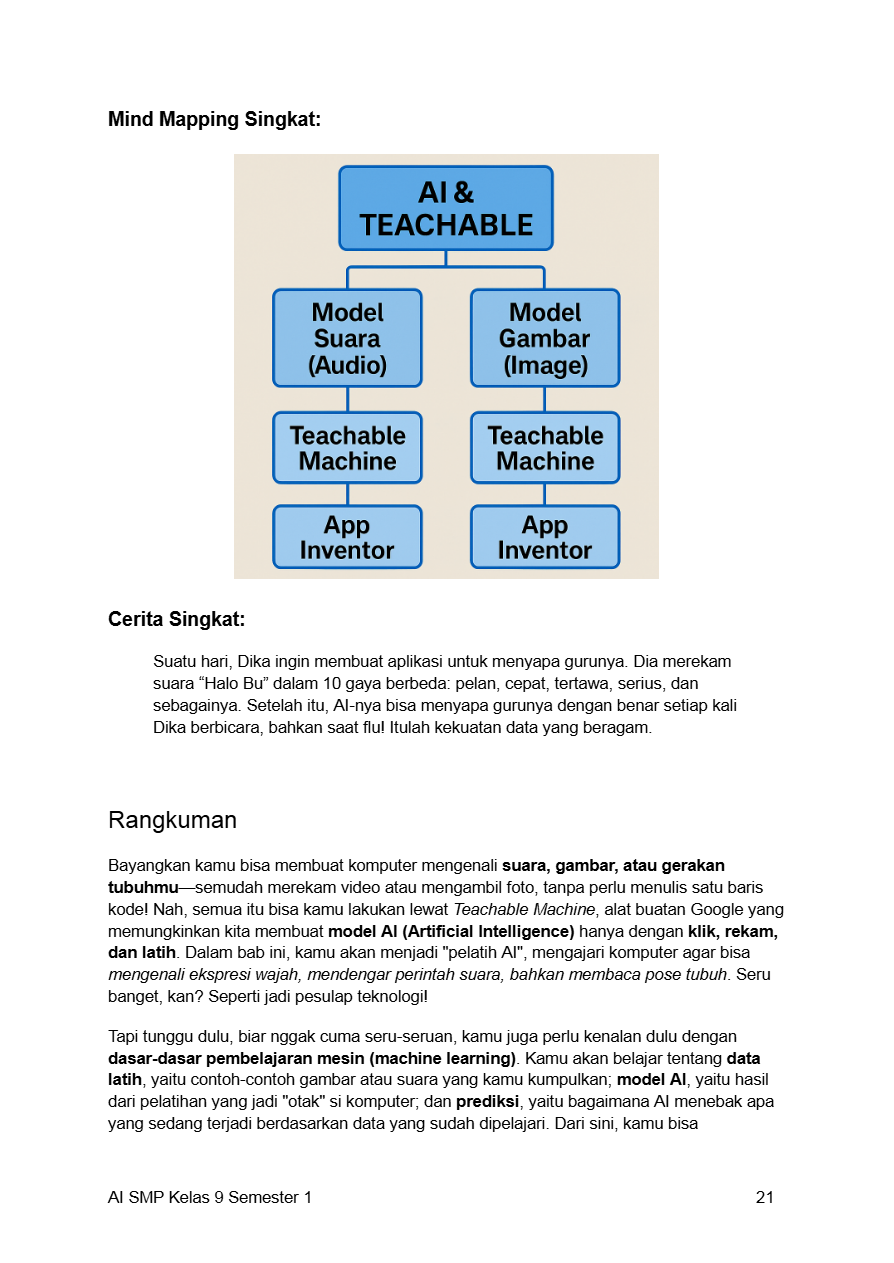 Mind Mapping Singkat:
AI &
TEACHABLE
Model
Suara
(Audio)
Teachable
Machine
App
Inventor
Model
Gambar
(Image)
Teachable
Machine
App
Inventor
Cerita Singkat:
Suatu hari, Dika ingin membuat aplikasi untuk menyapa gurunya. Dia merekam
suara “Halo Bu” dalam 10 gaya berbeda: pelan, cepat, tertawa, serius, dan
sebagainya. Setelah itu, AI-nya bisa menyapa gurunya dengan benar setiap kali
Dika berbicara, bahkan saat flu! Itulah kekuatan data yang beragam.
Rangkuman
Bayangkan kamu bisa membuat komputer mengenali suara, gambar, atau gerakan
tubuhmu—semudah merekam video atau mengambil foto, tanpa perlu menulis satu baris
kode! Nah, semua itu bisa kamu lakukan lewat Teachable Machine, alat buatan Google yang
memungkinkan kita membuat model AI (Artificial Intelligence) hanya dengan klik, rekam,
dan latih. Dalam bab ini, kamu akan menjadi "pelatih AI", mengajari komputer agar bisa
mengenali ekspresi wajah, mendengar perintah suara, bahkan membaca pose tubuh. Seru
banget, kan? Seperti jadi pesulap teknologi!
Tapi tunggu dulu, biar nggak cuma seru-seruan, kamu juga perlu kenalan dulu dengan
dasar-dasar pembelajaran mesin (machine learning). Kamu akan belajar tentang data
latih, yaitu contoh-contoh gambar atau suara yang kamu kumpulkan; model AI, yaitu hasil
dari pelatihan yang jadi "otak" si komputer; dan prediksi, yaitu bagaimana AI menebak apa
yang sedang terjadi berdasarkan data yang sudah dipelajari. Dari sini, kamu bisa
AI SMP Kelas 9 Semester 1
21